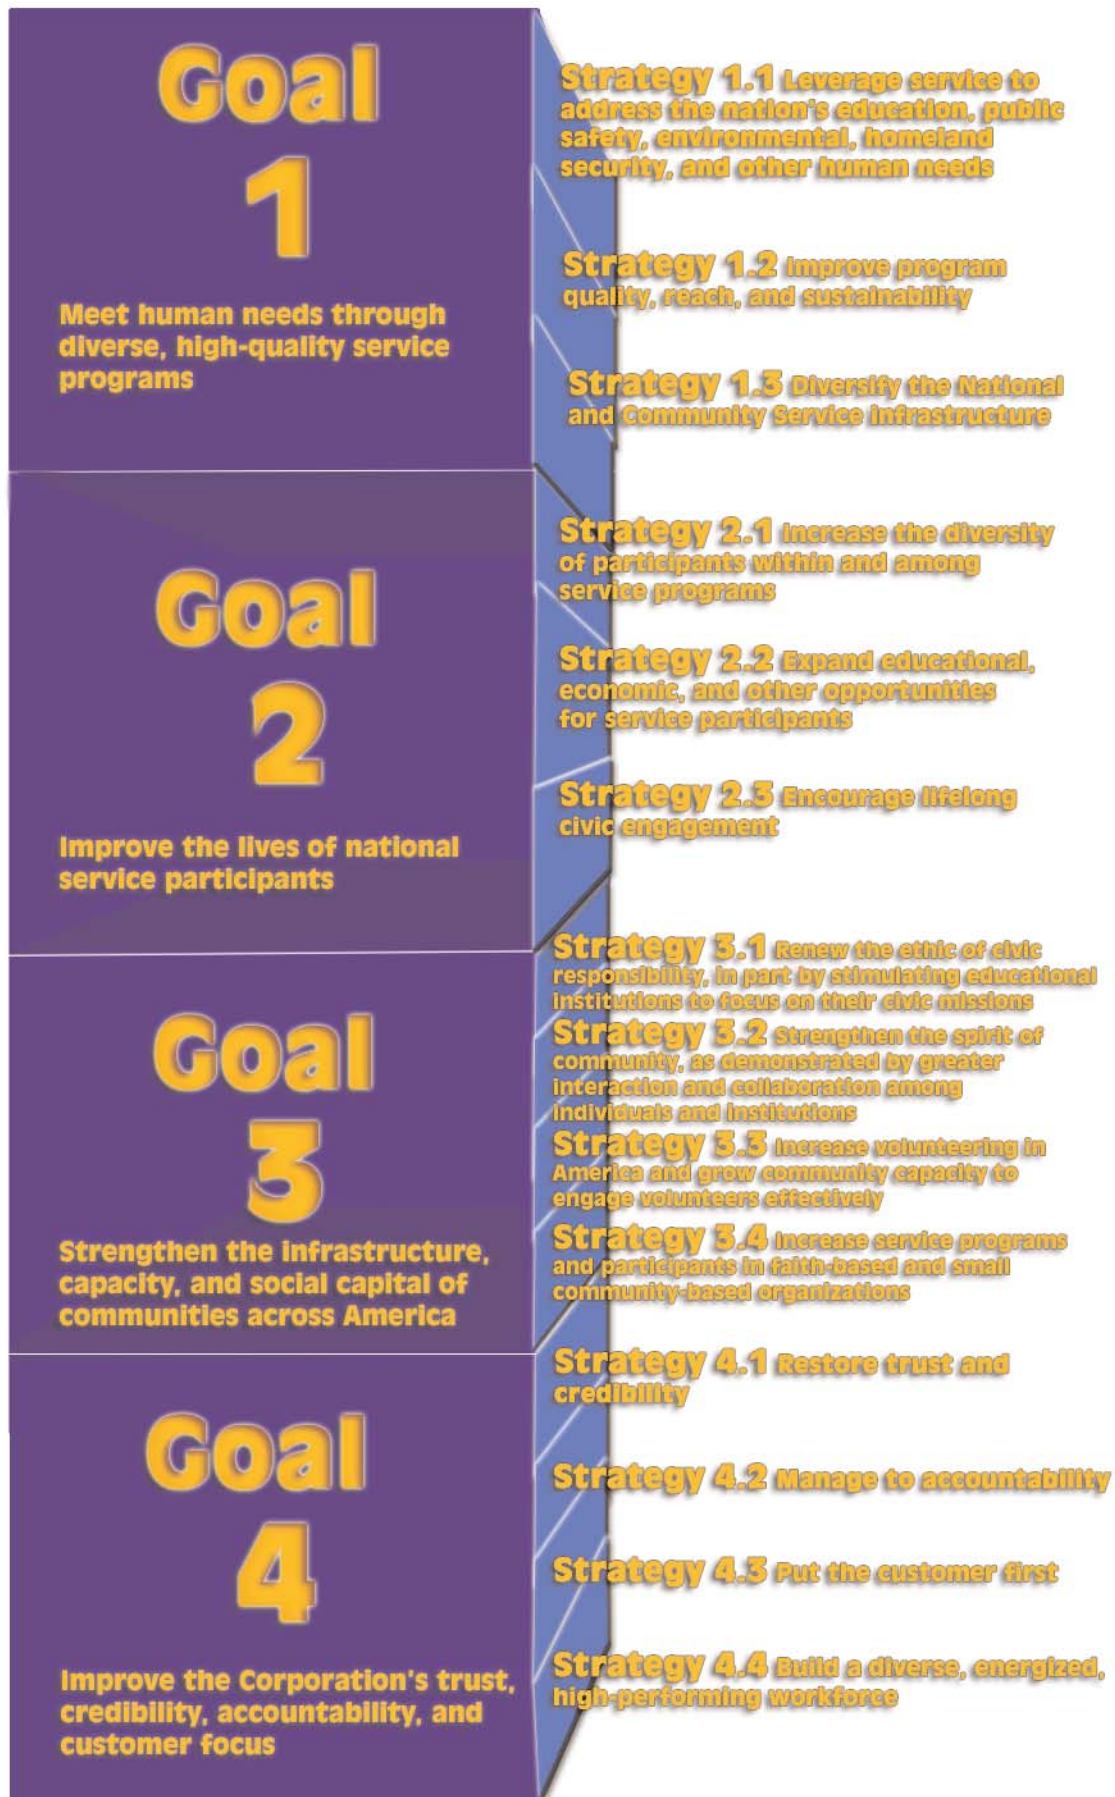 Goal
1
Meet human needs through
diverse, high-quality service
programs
Strategy 1.1 Leverage service to
address the nation's education, public
safety, environmental, homeland
security, and other human needs
Strategy 1.2 Improve program
quality, reach, and sustainability
Strategy 1.3 Diversify the National
and Community Service infrastructure
Goal
2
Improve the lives of national
service participants
Strategy 2.1 Increase the diversity
of participants within and among
service programs
Strategy 2.2 Expand educational,
economic, and other opportunities
for service participants
Strategy 2.3 Encourage lifelong
civic engagement
Goal
3
Strengthen the infrastructure,
capacity, and social capital of
communities across America
Strategy 3.1 Renew the ethic of civic
responsibility, in part by stimulating educational
institutions to focus on their civic missions
Strategy 3.2 Strengthen the spirit of
community, as demonstrated by greater
interaction and collaboration among
individuals and institutions
Strategy 3.3 Increase volunteering in
America and grow community capacity to
engage volunteers effectively
Strategy 3.4 Increase service programs
and participants in faith-based and small
community-based organizations
Goal
4
Improve the Corporation's trust,
credibility, accountability, and
customer focus
Strategy 4.1 Restore trust and
credibility
Strategy 4.2 Manage to accountability
Strategy 4.3 Put the customer first
Strategy 4.4 Build a diverse, energized,
high-performing workforce